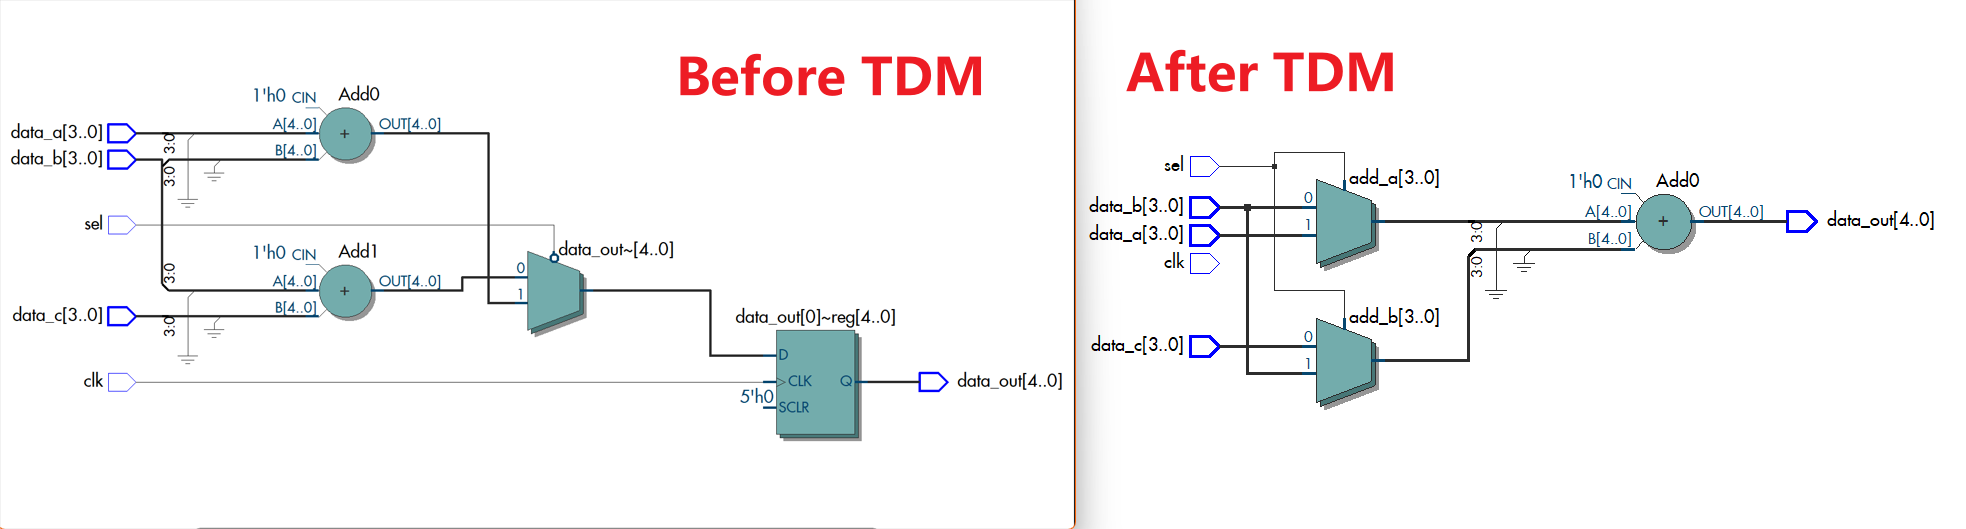 Before TDM
1'h0 CIN
Add0
data_a[3..0]
A[4..0]
OUT[4..0]
3:0
data_b[3..0]
B[4..0]
3:0
sel
data_out~[4..0]
1'h0 CIN
Add1
0
1
3:0
A[4..0]
OUT[4..0]
data_c[3..0]
B[4..0]
3:0
data_out[0]~reg[4..0]
D
clk
CLK
Q
data_out[4..0]
5'h0
SCLR
After TDM
sel
add_a[3..0]
1'h0 CIN
Add0
data_b[3..0]
0
A[4..0]
OUT[4..0]
data_out[4..0]
data_a[3..0]
1
3:0
B[4..0]
clk
3:0
add_b[3..0]
data_c[3..0]
0
1